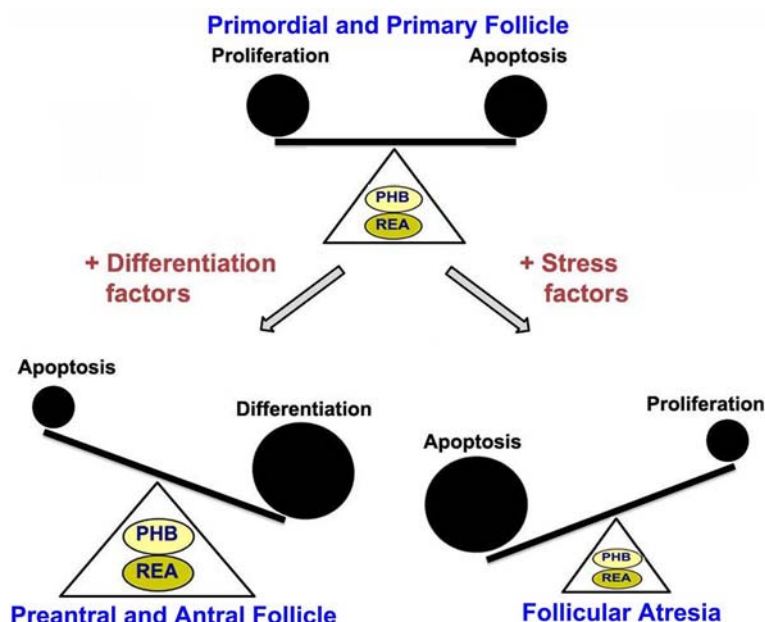 Primordial and Primary Follicle
Proliferation Apoptosis
PHB
REA
+ Differentiation
factors
+ Stress
factors
Apoptosis
Differentiation
PHB
REA
Preantral and Antral Follicle
Proliferation
Apoptosis
PHB
REA
Follicular Atresia